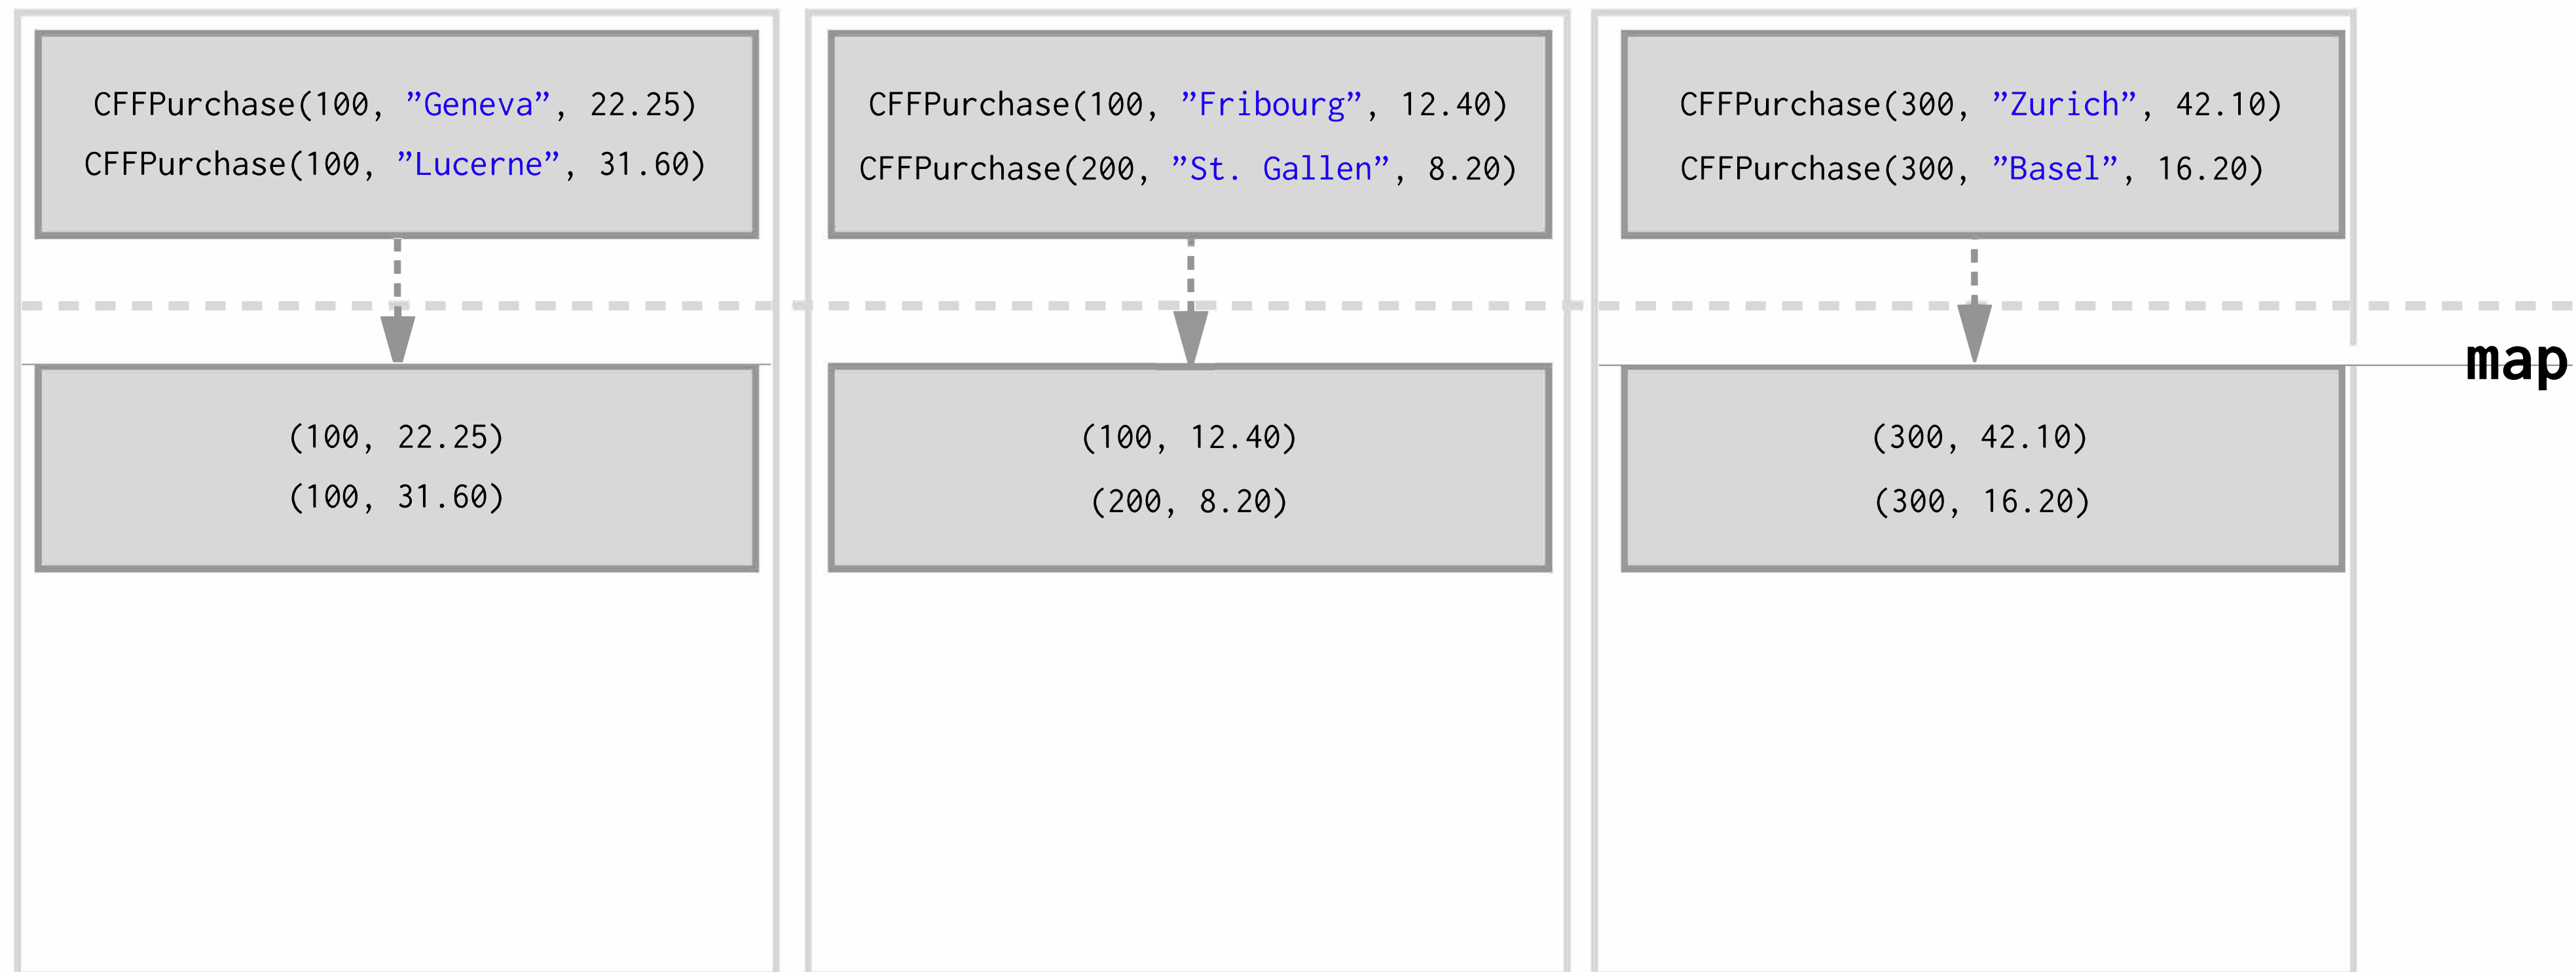 CFFPurchase(100, ”Geneva”, 22.25)
CFFPurchase(100, ”Lucerne”, 31.60)
CFFPurchase(100, ”Fribourg”, 12.40)
CFFPurchase(200, ”St. Gallen”, 8.20)
CFFPurchase(300, ”Zurich”, 42.10)
CFFPurchase(300, ”Basel”, 16.20)
map
(100, 22.25)
(100, 31.60)
(100, 12.40)
(200, 8.20)
(300, 42.10)
(300, 16.20)